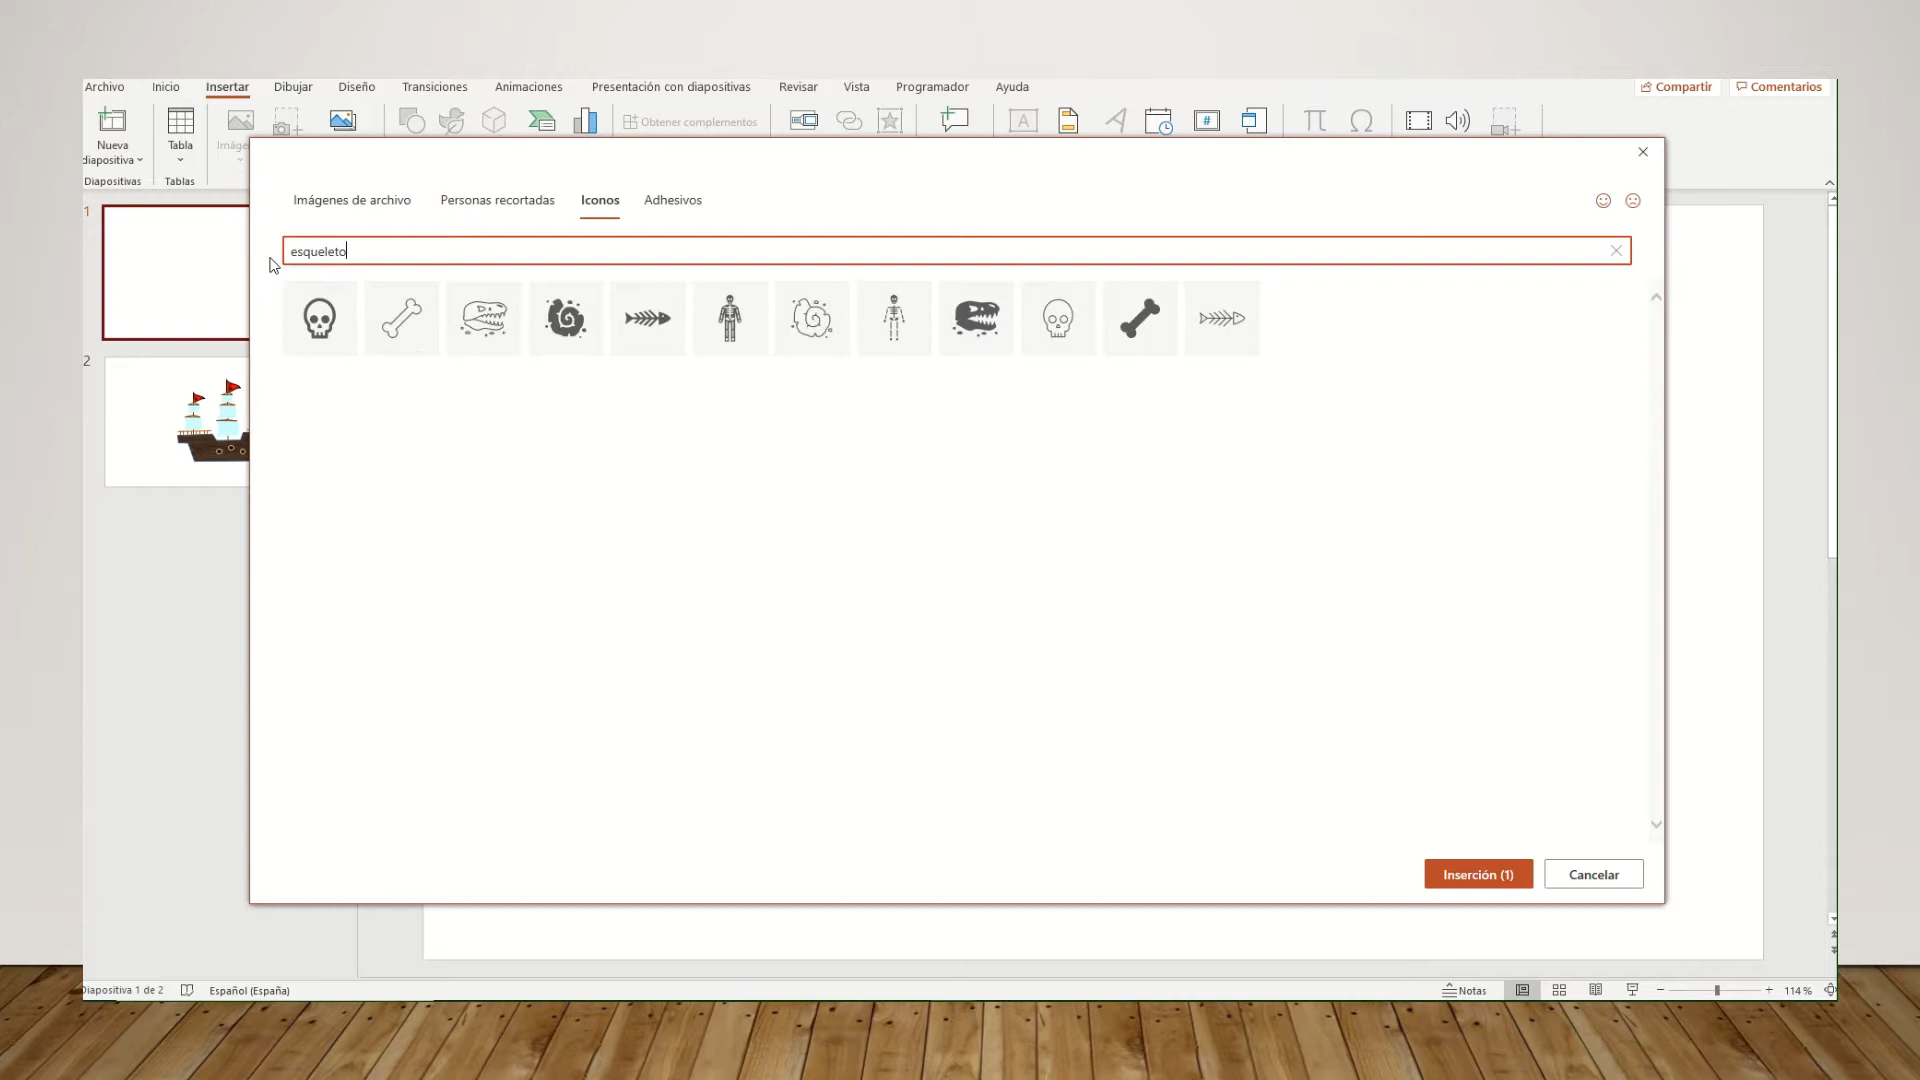 Archivo Inicio Insertar Dibujar Diseño Transiciones Animaciones Presentación con diapositivas Revisar Vista Programador Ayuda Compartir Comentarios
Nueva
diapositiva
Tabla
Obtener complementos
Diapositivas Tablas
Imágenes de archivo Personas recortadas Iconos Adhesivos
esqueleto
1
2
Inserción (1) Cancelar
Diapositiva 1 de 2 Español (España) Notas 114 %